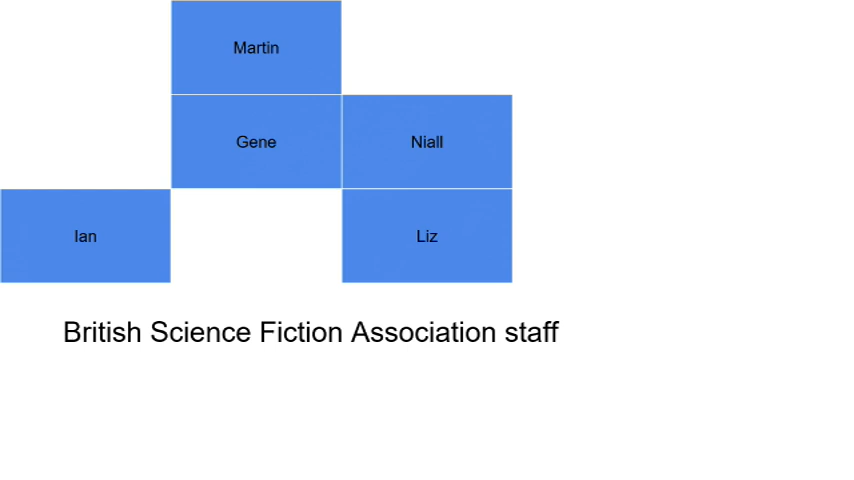 Martin
Gene Niall
Ian Liz
British Science Fiction Association staff